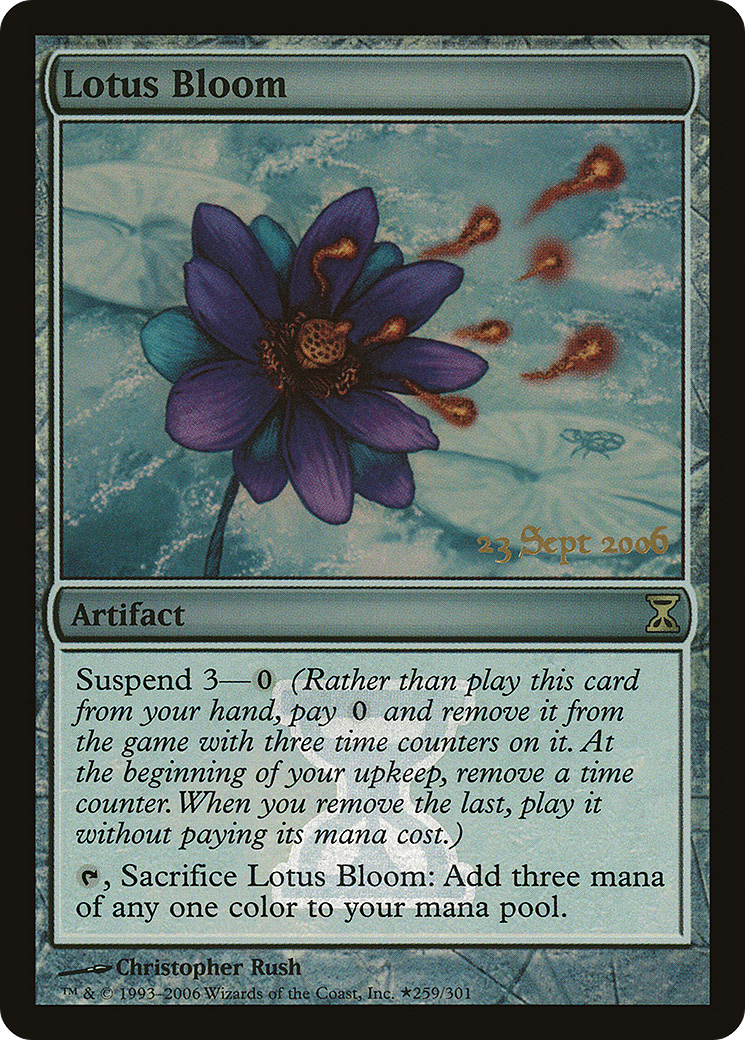 Lotus Bloom
23 Sept 2006
Artifact
Suspend 3—0 (Rather than play this card
from your hand, pay 0 and remove it from
the game with three time counters on it. At
the beginning of your upkeep, remove a time
counter. When you remove the last, play it
without paying its mana cost.)
, Sacrifice Lotus Bloom: Add three mana
of any one color to your mana pool.
Christopher Rush
™ & © 1993–2006 Wizards of the Coast, Inc. ★259/301